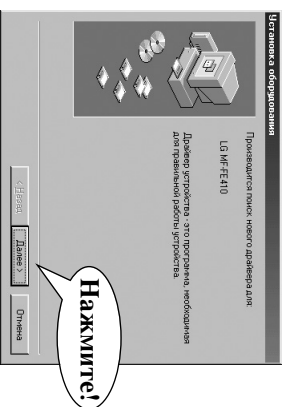 Установка оборудования
Производится поиск нового драйвера для:
LG MF-FE410
Драйвер устройства - это программа, необходимая
для правильной работы устройства.
< Назад
Далее >
Отмена
Нажмите!